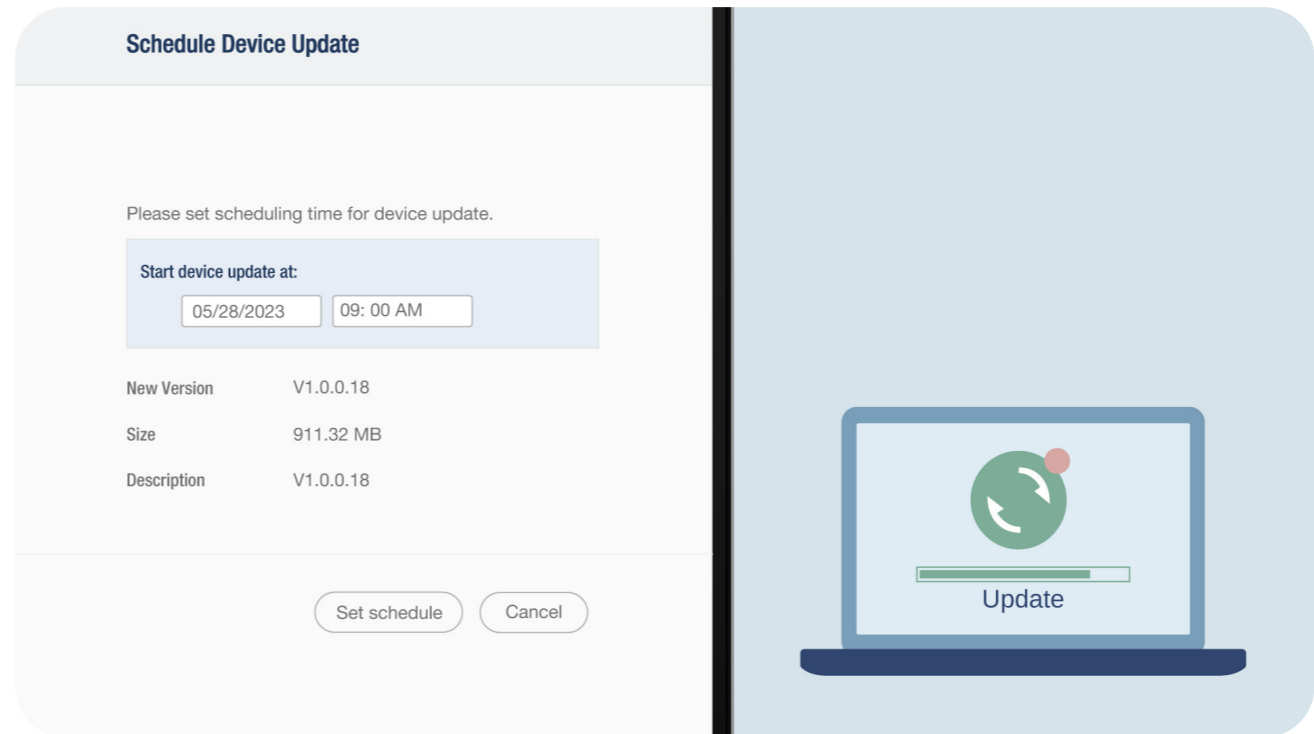 Schedule Device Update
Please set scheduling time for device update.
Start device update at:
05/28/2023 09: 00 AM
New Version V1.0.0.18
Size 911.32 MB
Description V1.0.0.18
Set schedule Cancel
Update